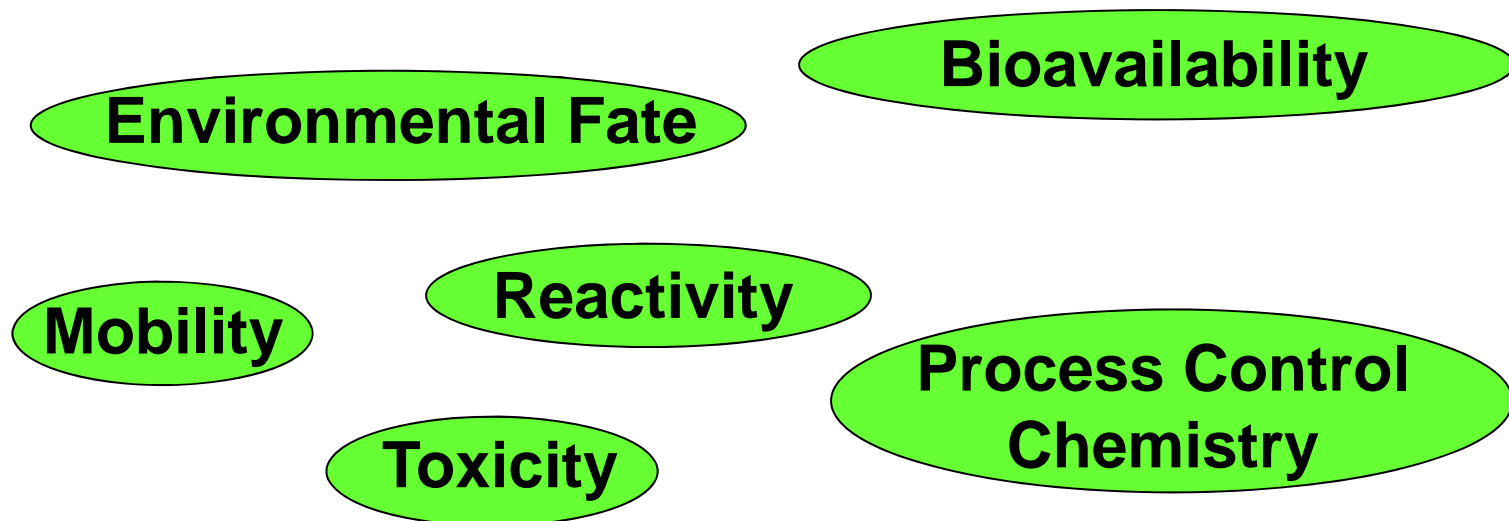 Bioavailability
Environmental Fate
Reactivity
Mobility
Process Control
Chemistry
Toxicity